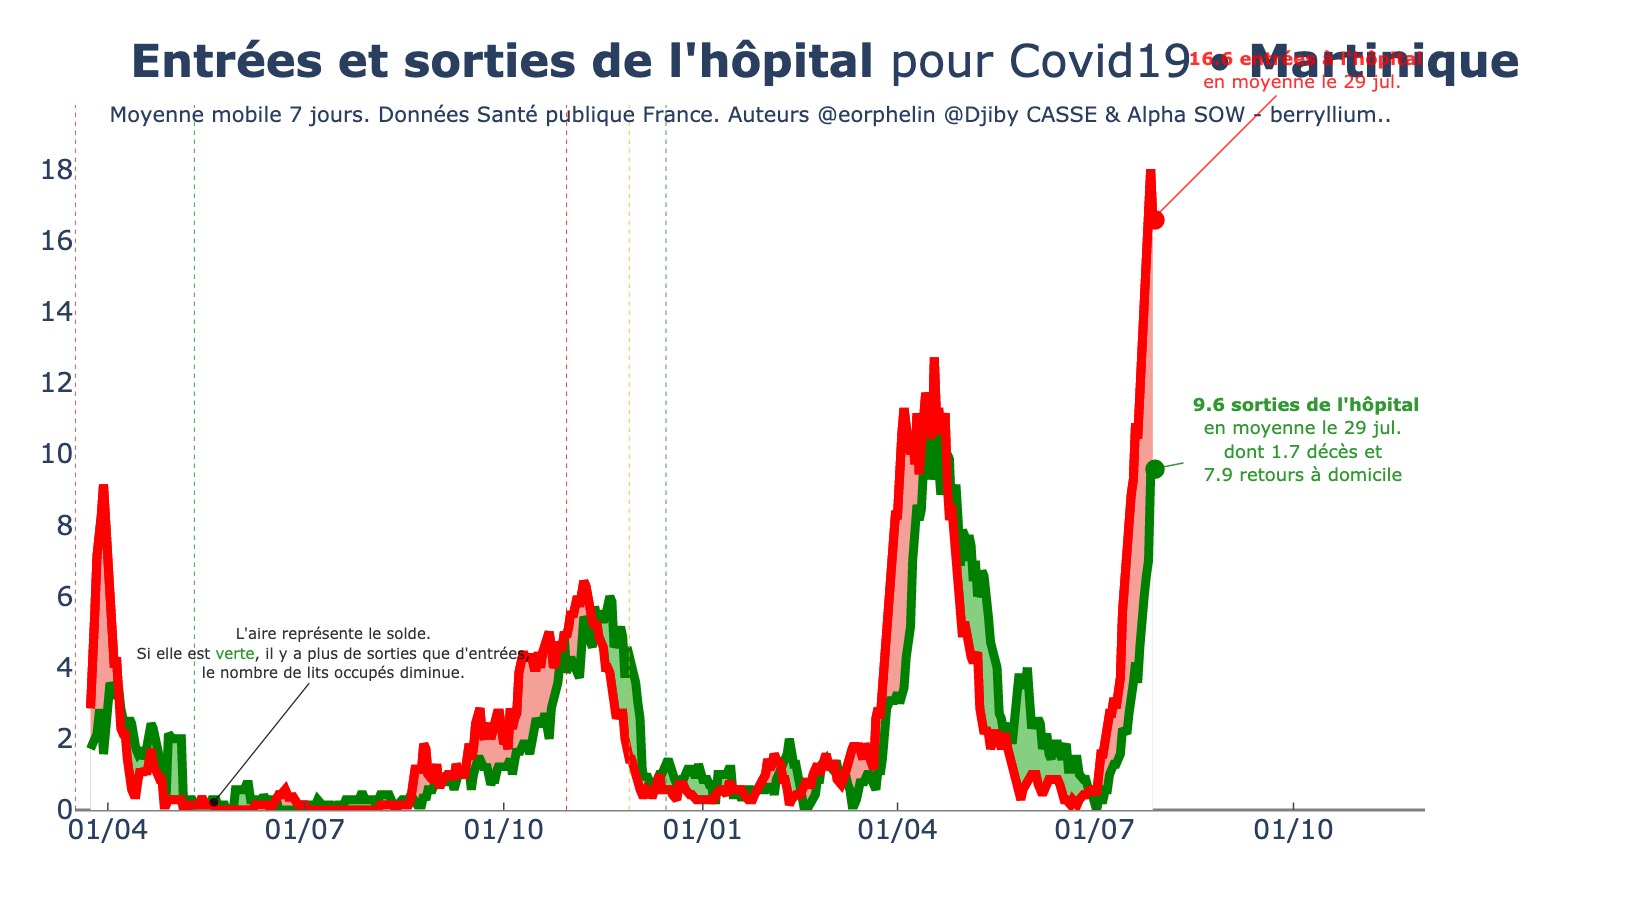 Entrées et sorties de l'hôpital pour Covid19 • Martinique
16.6 entrées à l'hôpital
en moyenne le 29 jul.
Moyenne mobile 7 jours. Données Santé publique France. Auteurs @eorphelin @Djiby CASSE & Alpha SOW - berryllium..
18
16
14
12
10
8
6
4
2
0
9.6 sorties de l'hôpital
en moyenne le 29 jul.
dont 1.7 décès et
7.9 retours à domicile
L'aire représente le solde.
Si elle est verte, il y a plus de sorties que d'entrées,
le nombre de lits occupés diminue.
01/04
01/07
01/10
01/01
01/04
01/07
01/10